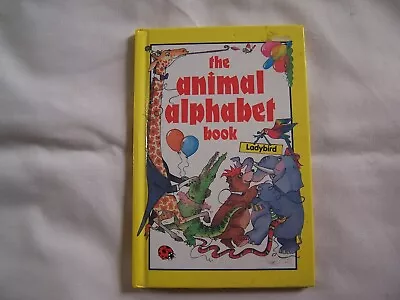 the
animal
alphabet
book
Ladybird